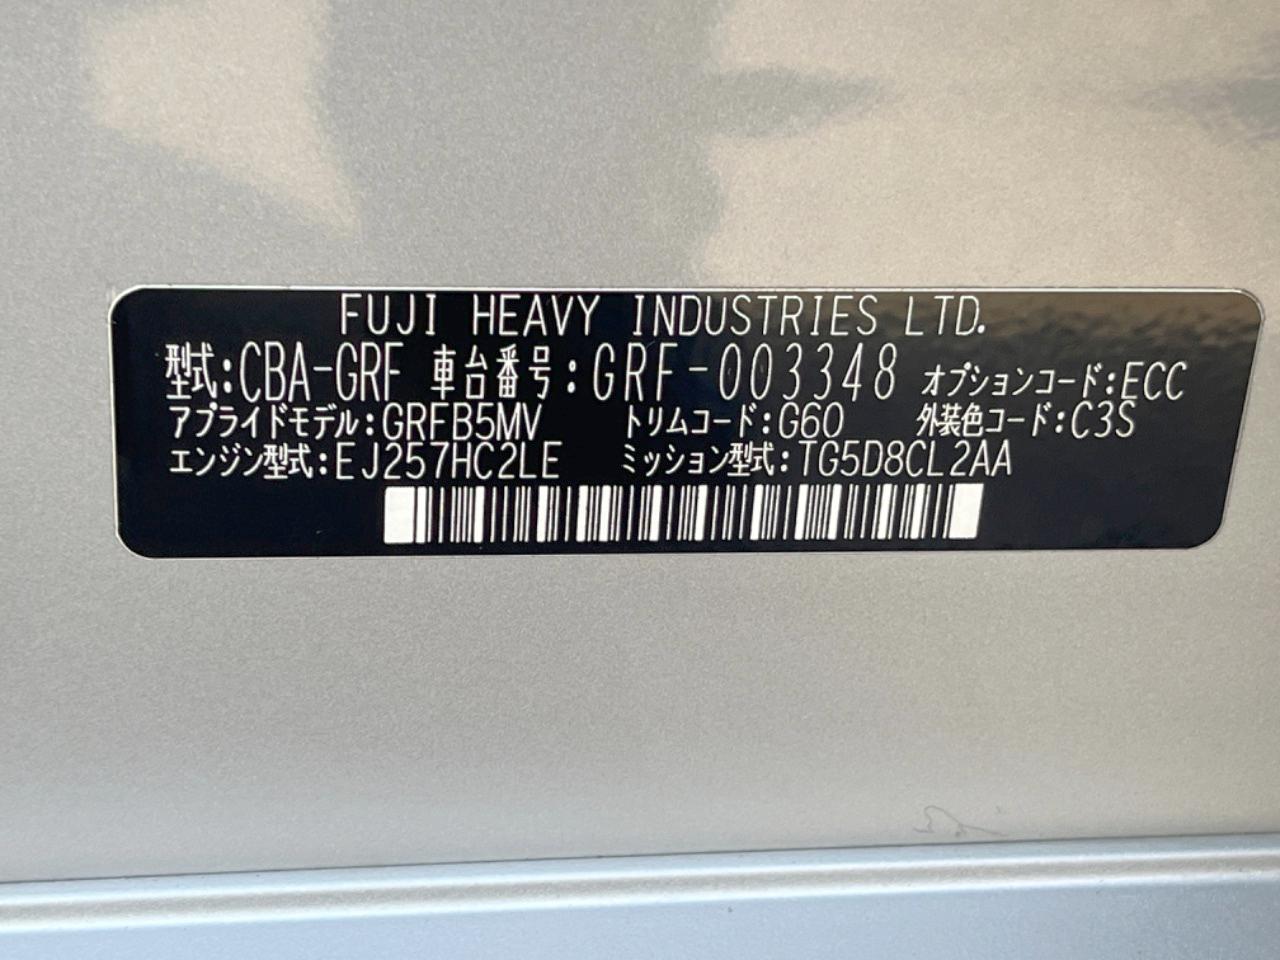 FUJI HEAVY INDUSTRIES LTD.
型式:CBA-GRF 車台番号:GRF-003348 オプションコード:ECC
アプライドモデル:GRFB5MV トリムコード:G60 外装色コード:C3S
エンジン型式:EJ257HC2LE ミッション型式:TG5D8CL2AA